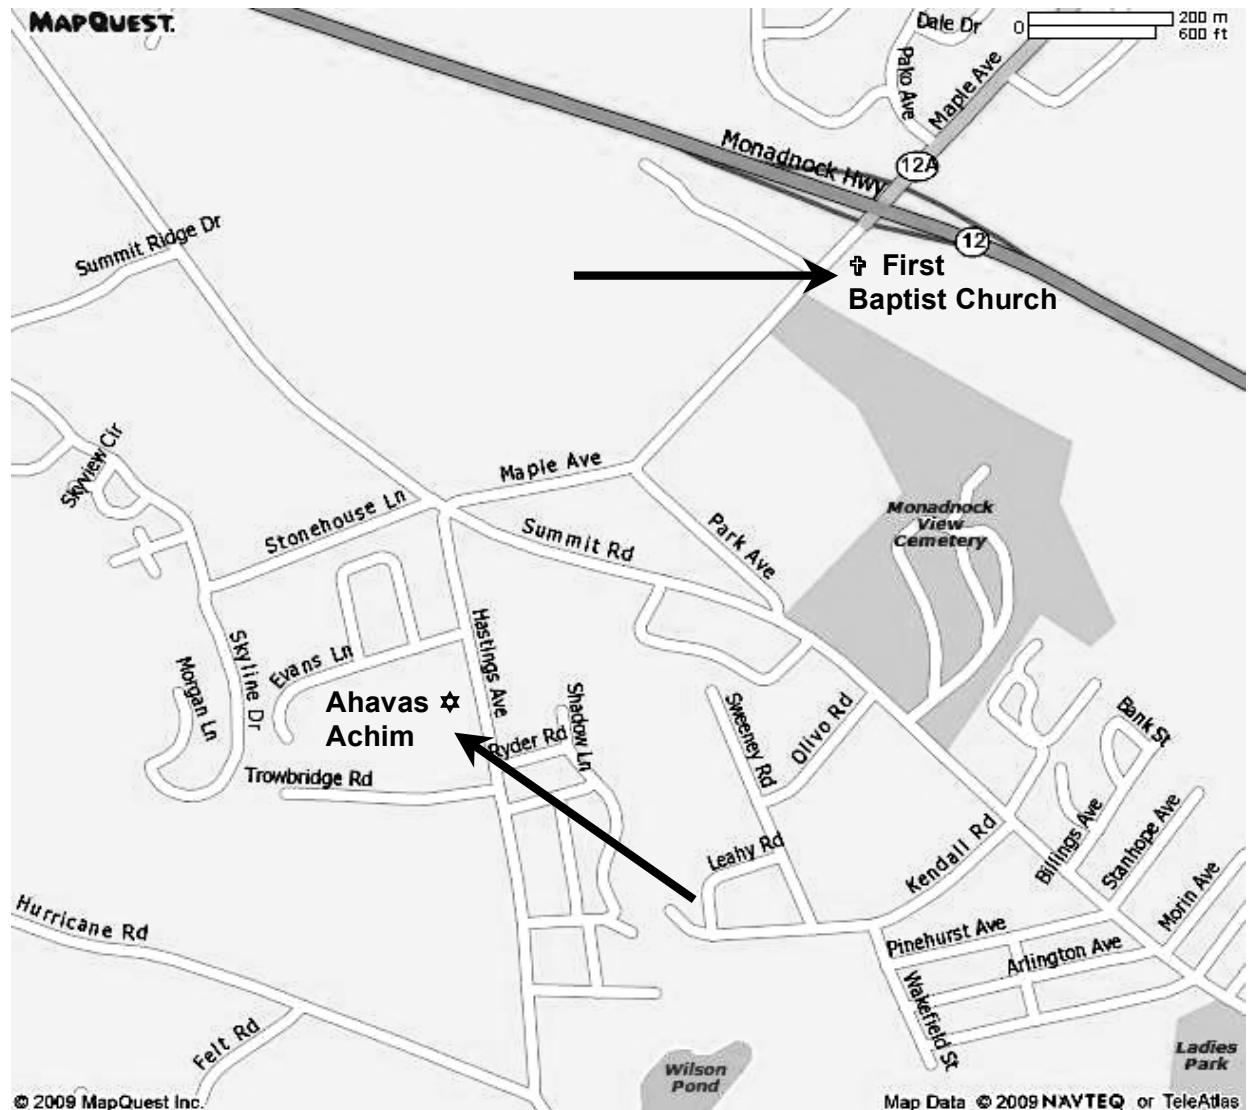 MAPQUEST.
0
200 m
600 ft
Dale Dr
Pako Ave
Maple Ave
12A
Monadnock Hwy
12
Summit Ridge Dr
✞ First
Baptist Church
Skyview Cir
Maple Ave
Stonehouse Ln
Summit Rd
Park Ave
Monadnock
View
Cemetery
Hastings Ave
Evans Ln
Skyline Dr
Morgan Ln
Ahavas ✡
Achim
Shadow Ln
Ryder Rd
Trowbridge Rd
Sweeney Rd
Olivo Rd
Bank St
Leahy Rd
Kendall Rd
Billings Ave
Stanhope Ave
Morin Ave
Hurricane Rd
Pinehurst Ave
Arlington Ave
Wakefield St
Felt Rd
Wilson
Pond
Ladies
Park
© 2009 MapQuest Inc.
Map Data © 2009 NAVTEQ or TeleAtlas